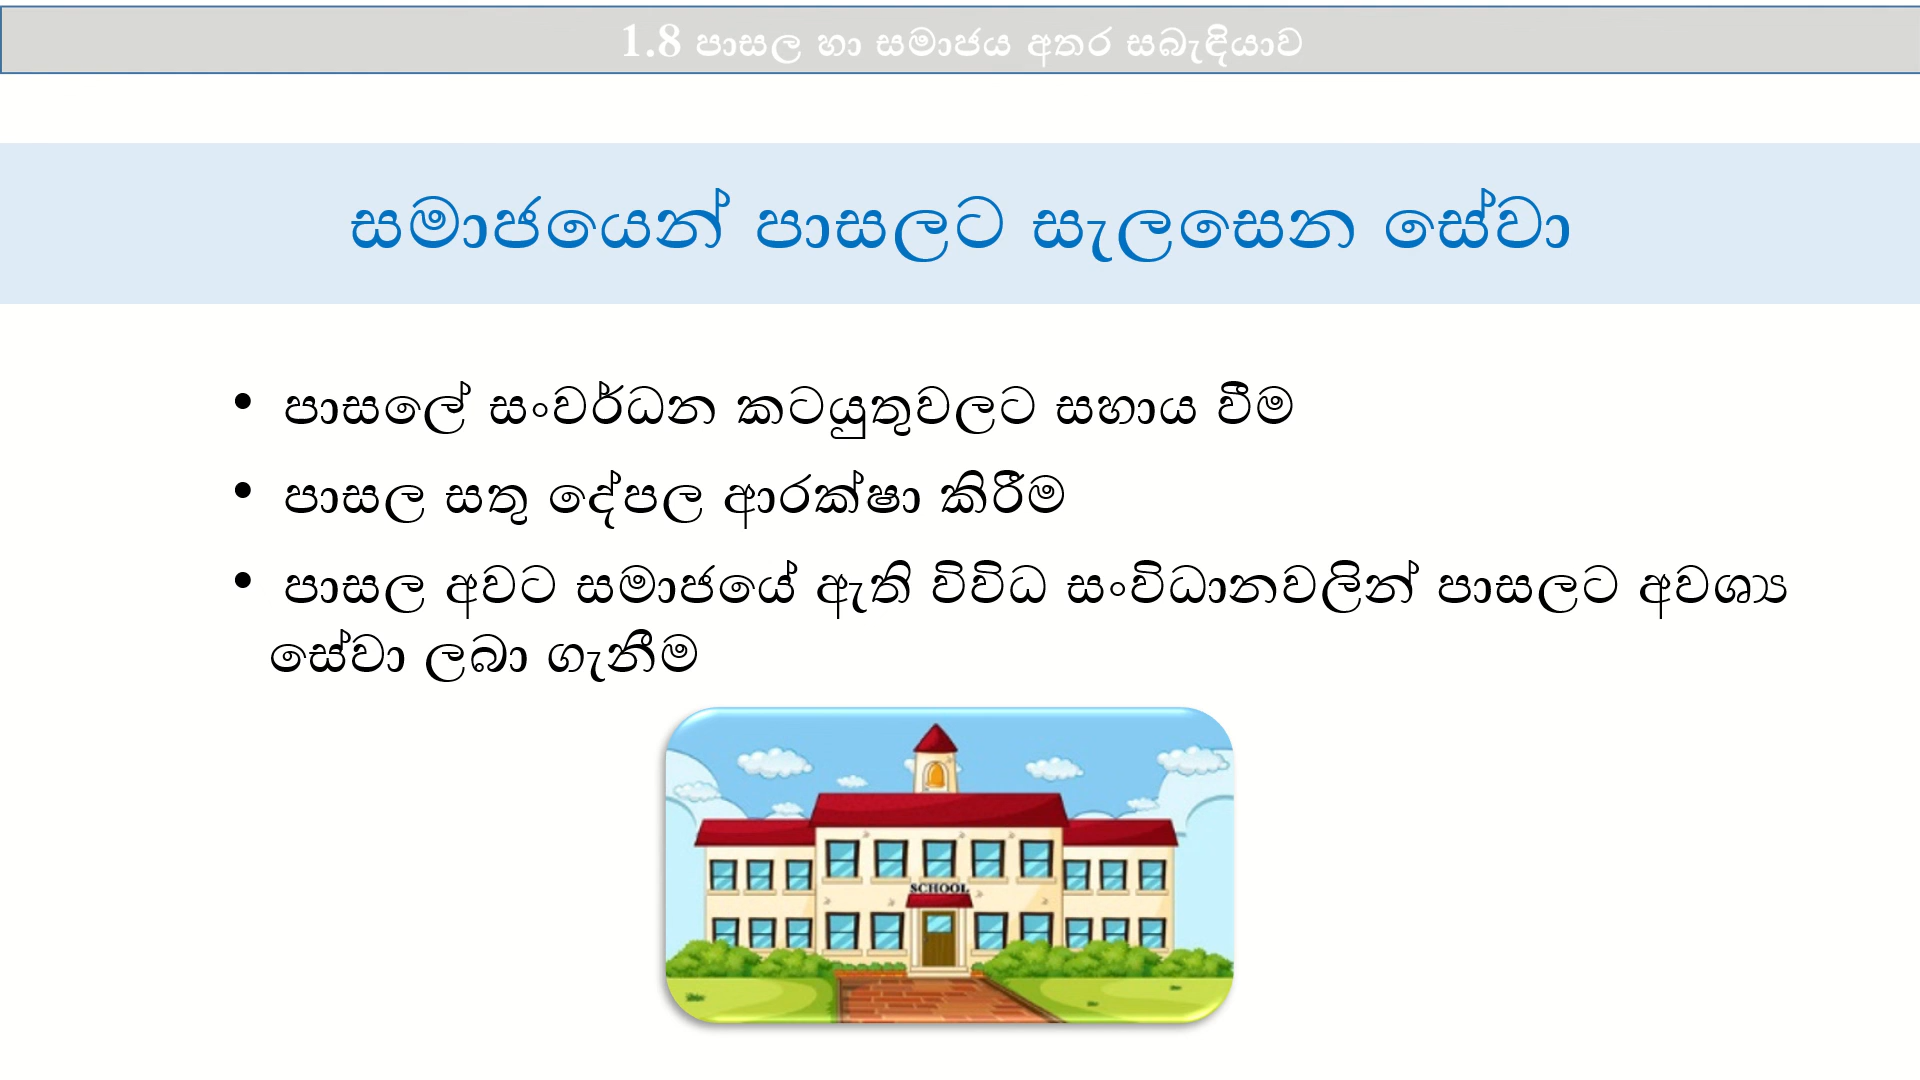 1.8 පාසල හා සමාජය අතර සබැඳියාව
සමාජයෙන් පාසලට සැලසෙන සේවා
• පාසලේ සංවර්ධන කටයුතුවලට සහාය වීම
• පාසල සතු දේපල ආරක්ෂා කිරීම
• පාසල අවට සමාජයේ ඇති විවිධ සංවිධානවලින් පාසලට අවශ්‍ය
සේවා ලබා ගැනීම
SCHOOL